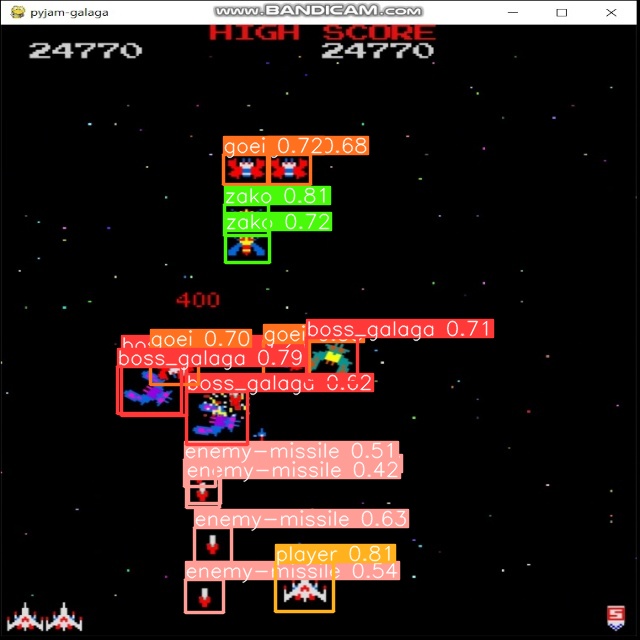 pyjam-galaga
www.BANDICAM.com
HIGH SCORE
24770 24770
goei 0.72 0.68
zako 0.81
zako 0.72
400
boss_galaga 0.71
goei 0.70 goei
boss_galaga 0.79
boss_galaga 0.62
enemy-missile 0.51
enemy-missile 0.42
enemy-missile 0.63
player 0.81
enemy-missile 0.54
5